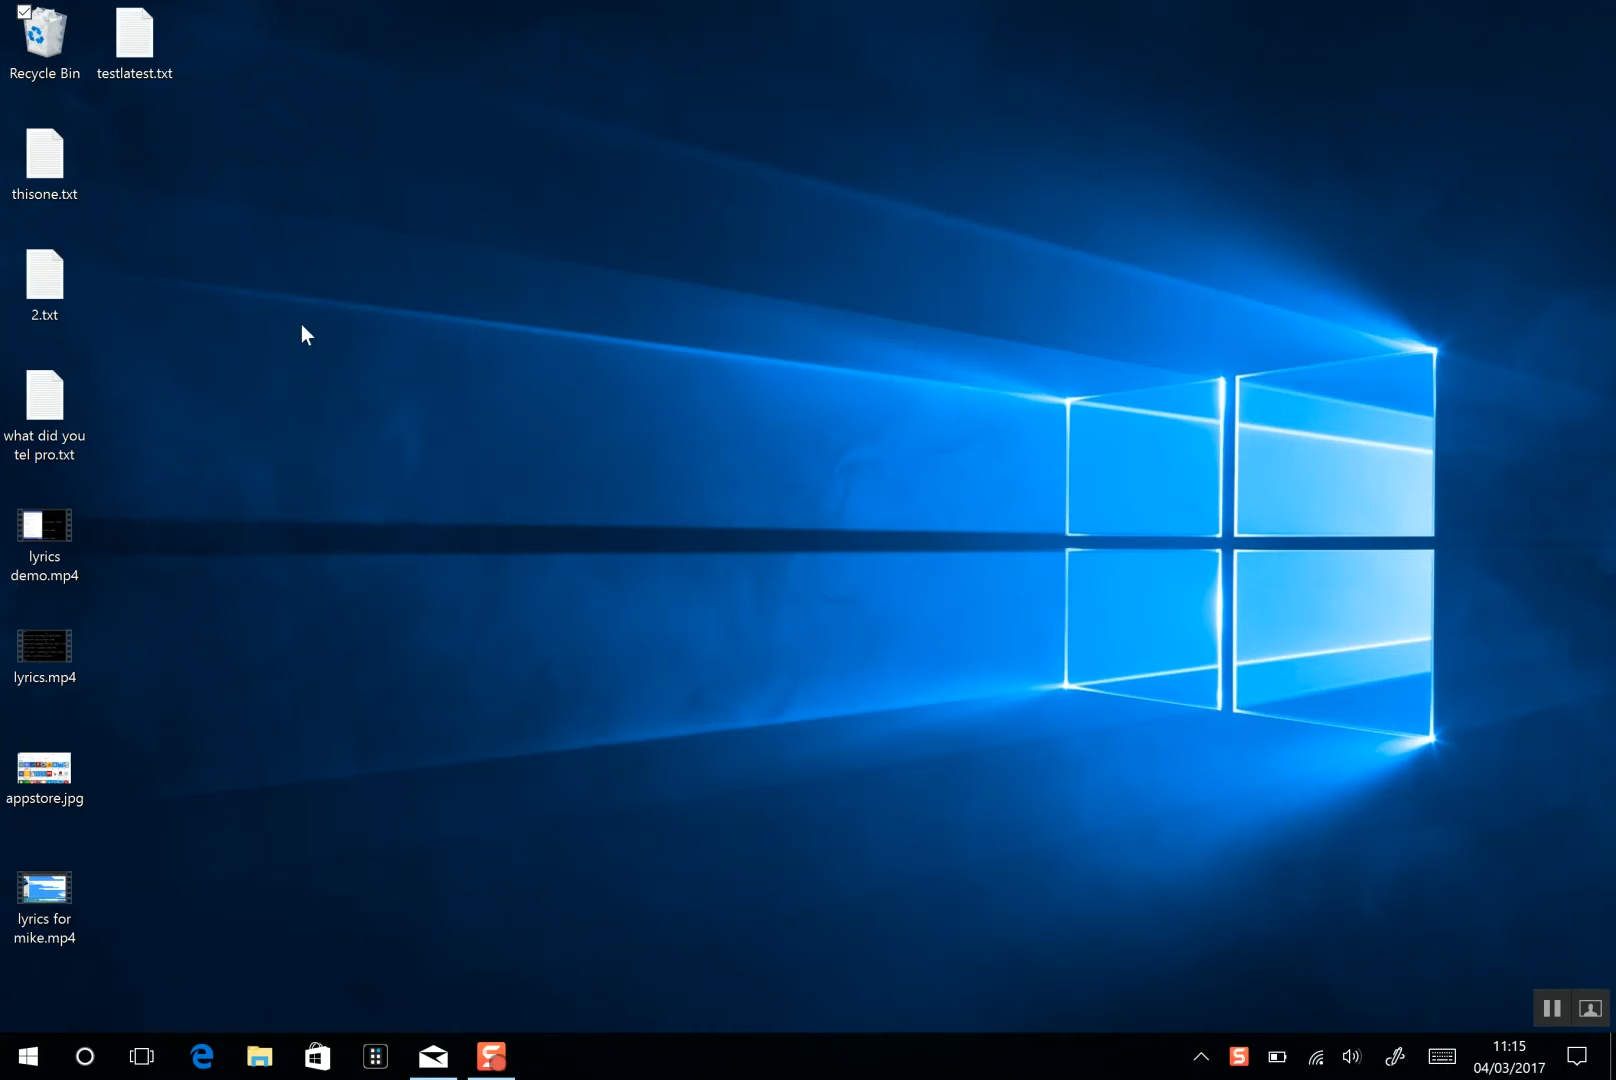 Recycle Bin
testlatest.txt
thisone.txt
2.txt
what did you
tel pro.txt
lyrics
demo.mp4
lyrics.mp4
appstore.jpg
lyrics for
mike.mp4
11:15
04/03/2017